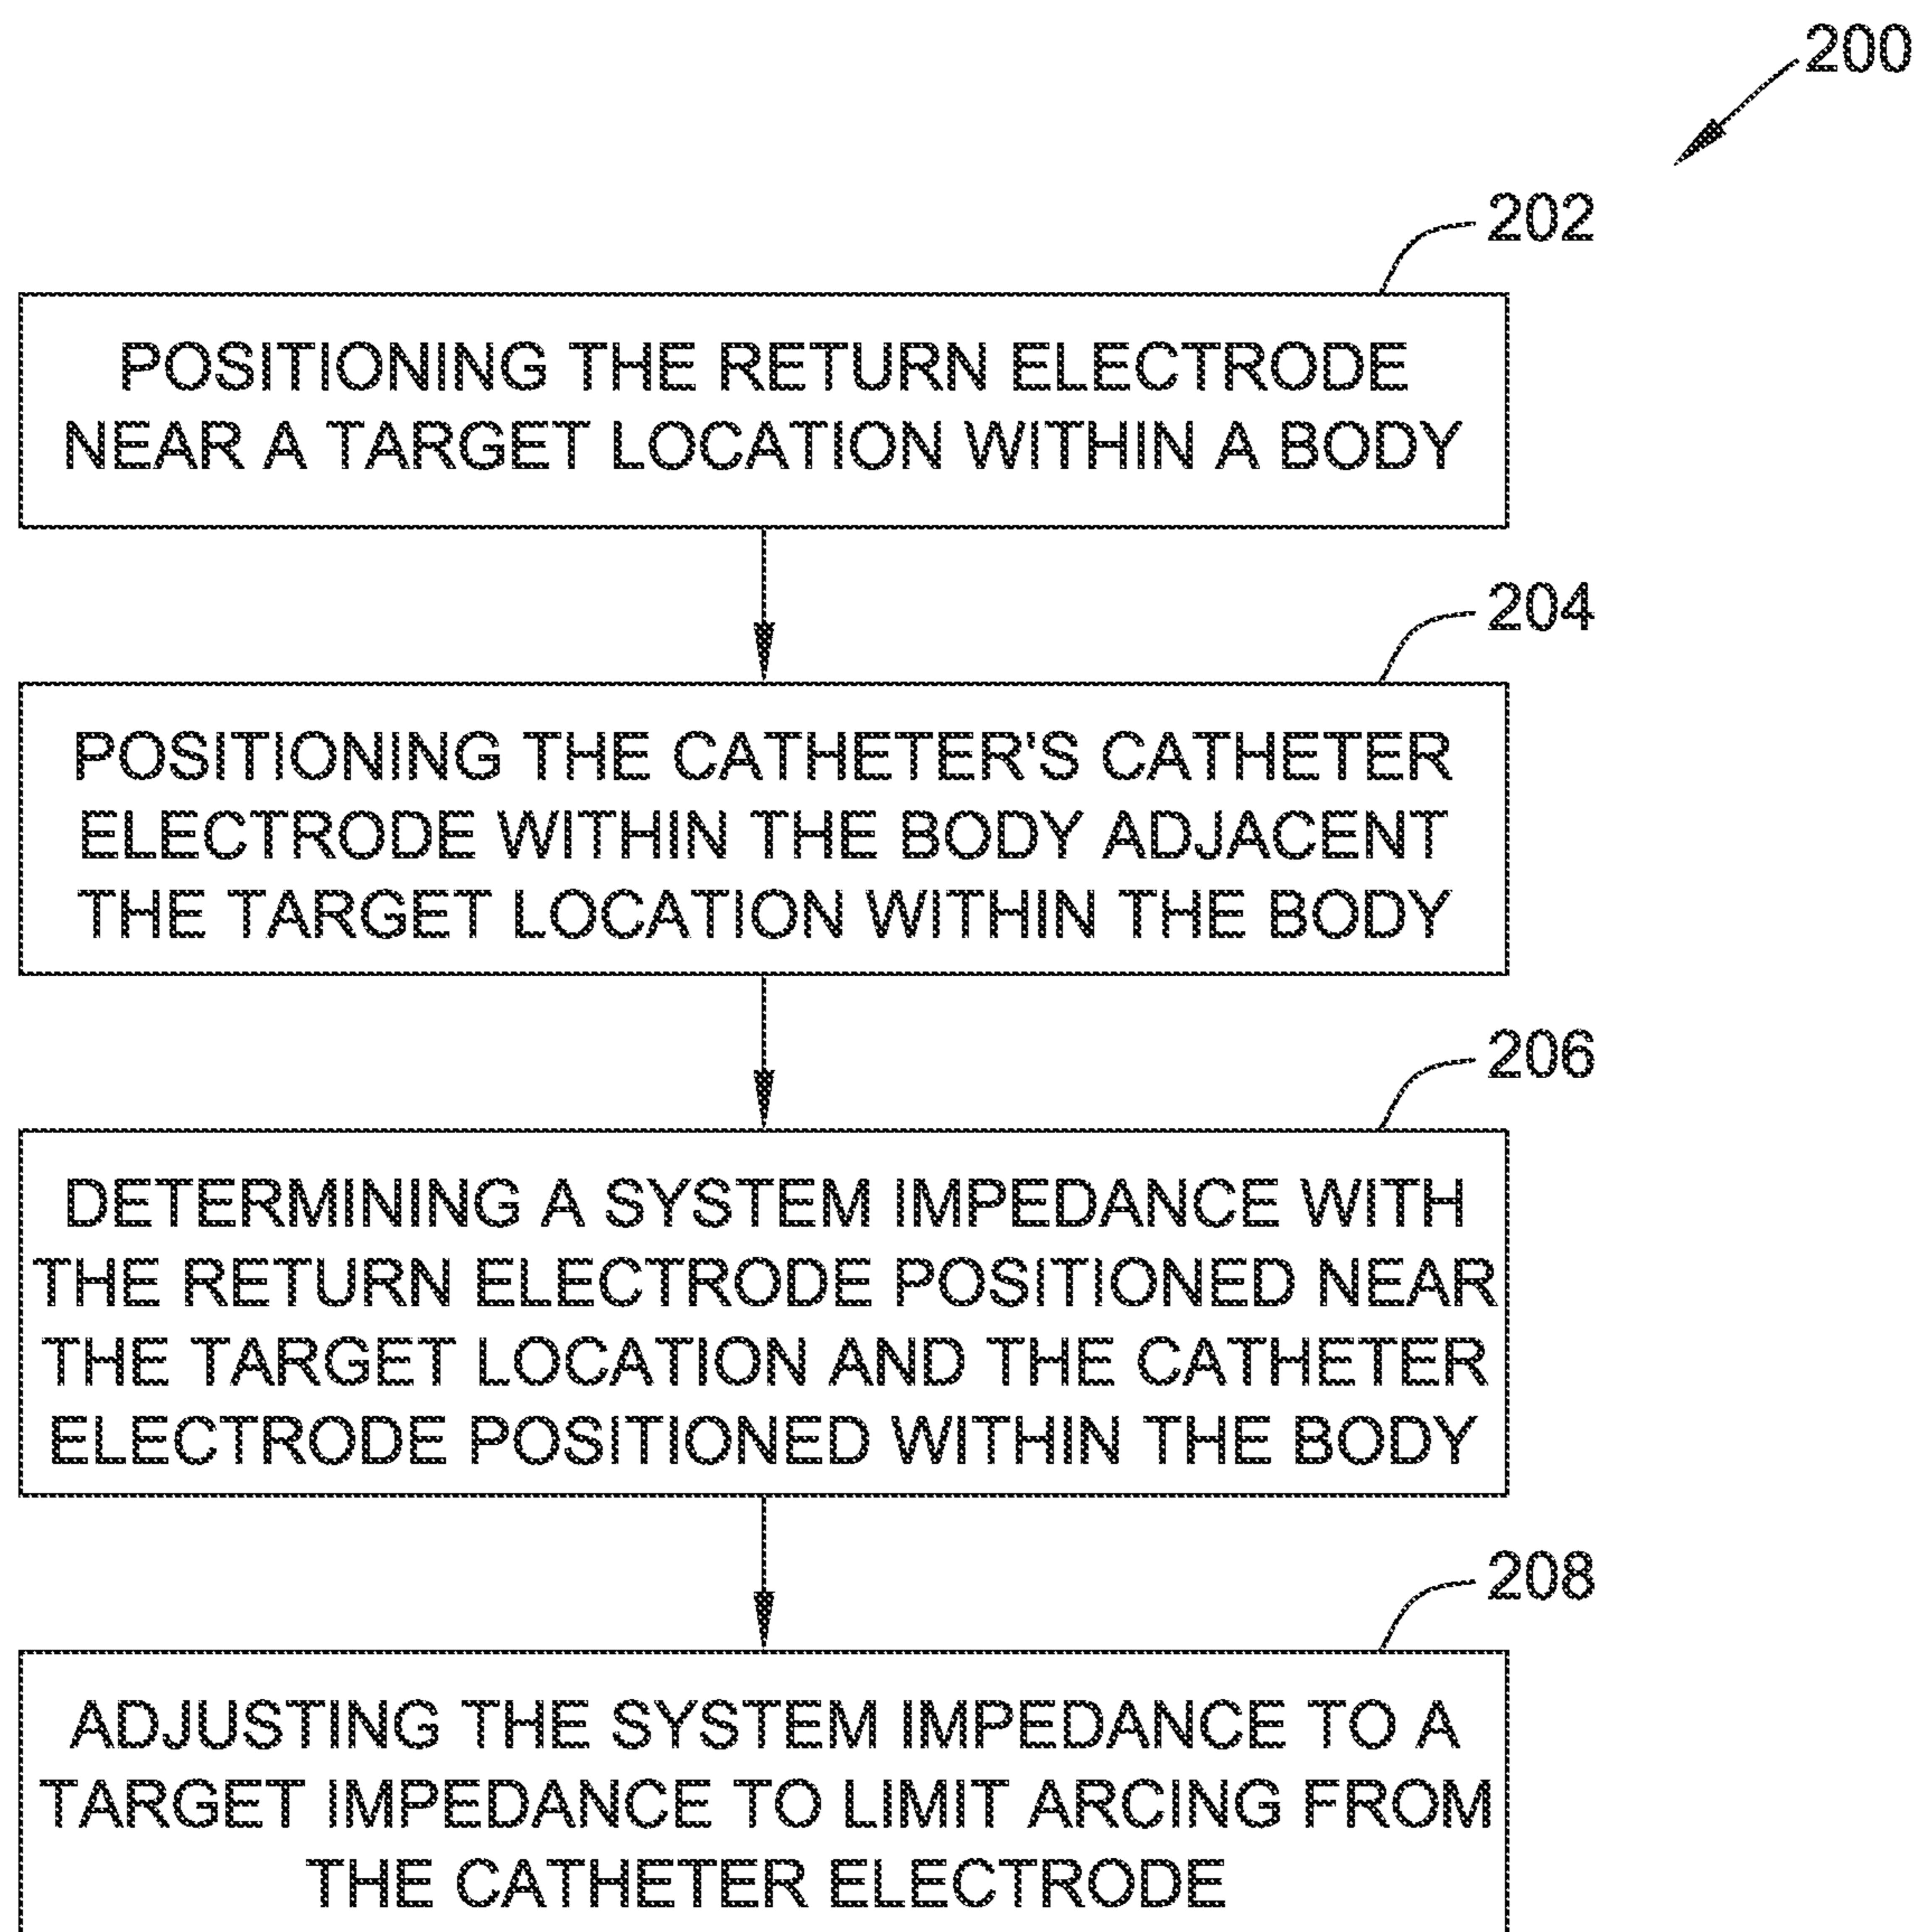 200
202
POSITIONING THE RETURN ELECTRODE
NEAR A TARGET LOCATION WITHIN A BODY
204
POSITIONING THE CATHETER'S CATHETER
ELECTRODE WITHIN THE BODY ADJACENT
THE TARGET LOCATION WITHIN THE BODY
206
DETERMINING A SYSTEM IMPEDANCE WITH
THE RETURN ELECTRODE POSITIONED NEAR
THE TARGET LOCATION AND THE CATHETER
ELECTRODE POSITIONED WITHIN THE BODY
208
ADJUSTING THE SYSTEM IMPEDANCE TO A
TARGET IMPEDANCE TO LIMIT ARCING FROM
THE CATHETER ELECTRODE